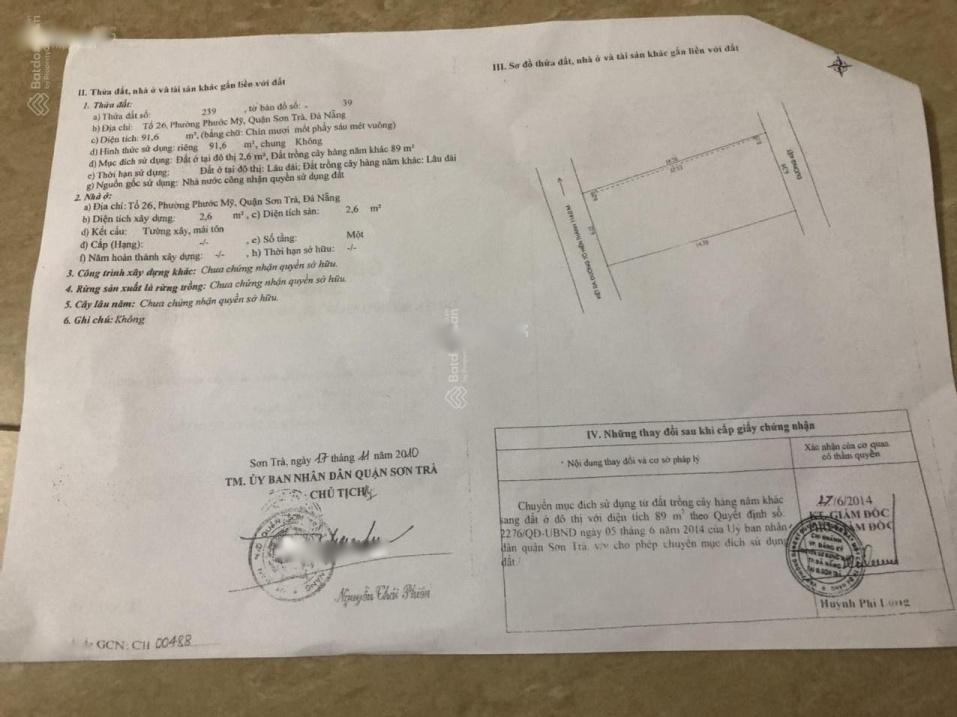 II. Thửa đất, nhà ở và tài sản khác gắn liền với đất
1. Thửa đất:
a) Thửa đất số: 239 , tờ bản đồ số: - 39
b) Địa chỉ: Tổ 26, Phường Phước Mỹ, Quận Sơn Trà, Đà Nẵng
c) Diện tích: 91,6 m², (bằng chữ: Chín mươi mốt phẩy sáu mét vuông)
d) Hình thức sử dụng: riêng 91,6 m², chung Không
đ) Mục đích sử dụng: Đất ở tại đô thị 2,6 m², Đất trồng cây hàng năm khác 89 m²
e) Thời hạn sử dụng: Đất ở tại đô thị: Lâu dài; Đất trồng cây hàng năm khác: Lâu dài
g) Nguồn gốc sử dụng: Nhà nước công nhận quyền sử dụng đất
2. Nhà ở:
a) Địa chỉ: Tổ 26, Phường Phước Mỹ, Quận Sơn Trà, Đà Nẵng
b) Diện tích xây dựng: 2,6 m², c) Diện tích sàn: 2,6 m²
d) Kết cấu: Tường xây, mái tôn
đ) Cấp (Hạng): -/- , e) Số tầng: Một
f) Năm hoàn thành xây dựng: -/- , h) Thời hạn sở hữu: -/-
3. Công trình xây dựng khác: Chưa chứng nhận quyền sở hữu.
4. Rừng sản xuất là rừng trồng: Chưa chứng nhận quyền sở hữu.
5. Cây lâu năm: Chưa chứng nhận quyền sở hữu.
6. Ghi chú: Không
Sơn Trà, ngày 17 tháng 11 năm 2010
TM. ỦY BAN NHÂN DÂN QUẬN SƠN TRÀ
CHỦ TỊCH
Nguyễn Thái Phiên
GCN: CH 00488
III. Sơ đồ thửa đất, nhà ở và tài sản khác gắn liền với đất
ĐƯỜNG KIỆT
14.78
IV. Những thay đổi sau khi cấp giấy chứng nhận
Nội dung thay đổi và cơ sở pháp lý
Xác nhận của cơ quan
có thẩm quyền
Chuyển mục đích sử dụng từ đất trồng cây hàng năm khác
sang đất ở đô thị với diện tích 89 m² theo Quyết định số:
2276/QĐ-UBND ngày 05 tháng 6 năm 2014 của Uỷ ban nhân
dân quận Sơn Trà, v/v cho phép chuyển mục đích sử dụng
đất.
27/6/2014
KT. GIÁM ĐỐC
GIÁM ĐỐC
Huỳnh Phi Long
Batdongsan
Batdongsan